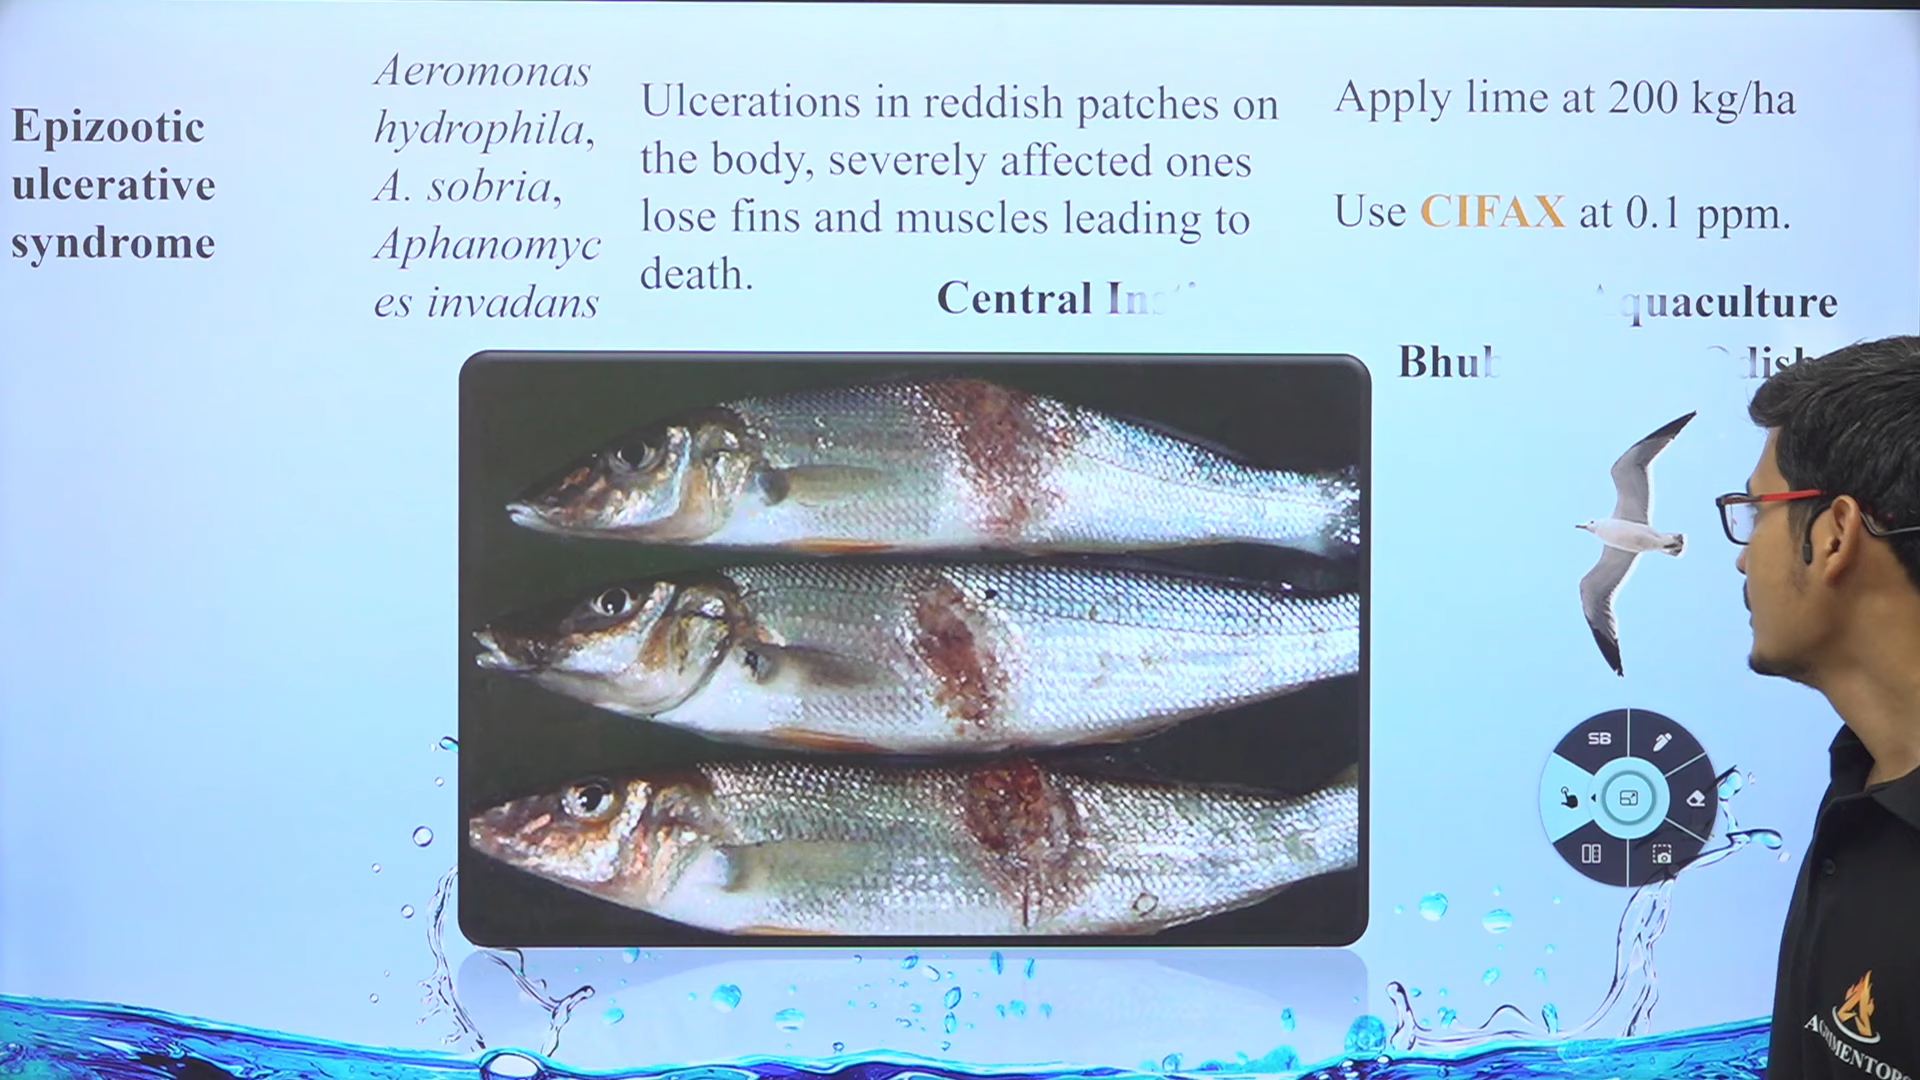 Epizootic
ulcerative
syndrome
Aeromonas
hydrophila,
A. sobria,
Aphanomyc
es invadans
Ulcerations in reddish patches on
the body, severely affected ones
lose fins and muscles leading to
death.
Apply lime at 200 kg/ha
Use CIFAX at 0.1 ppm.
Central
quaculture
SB